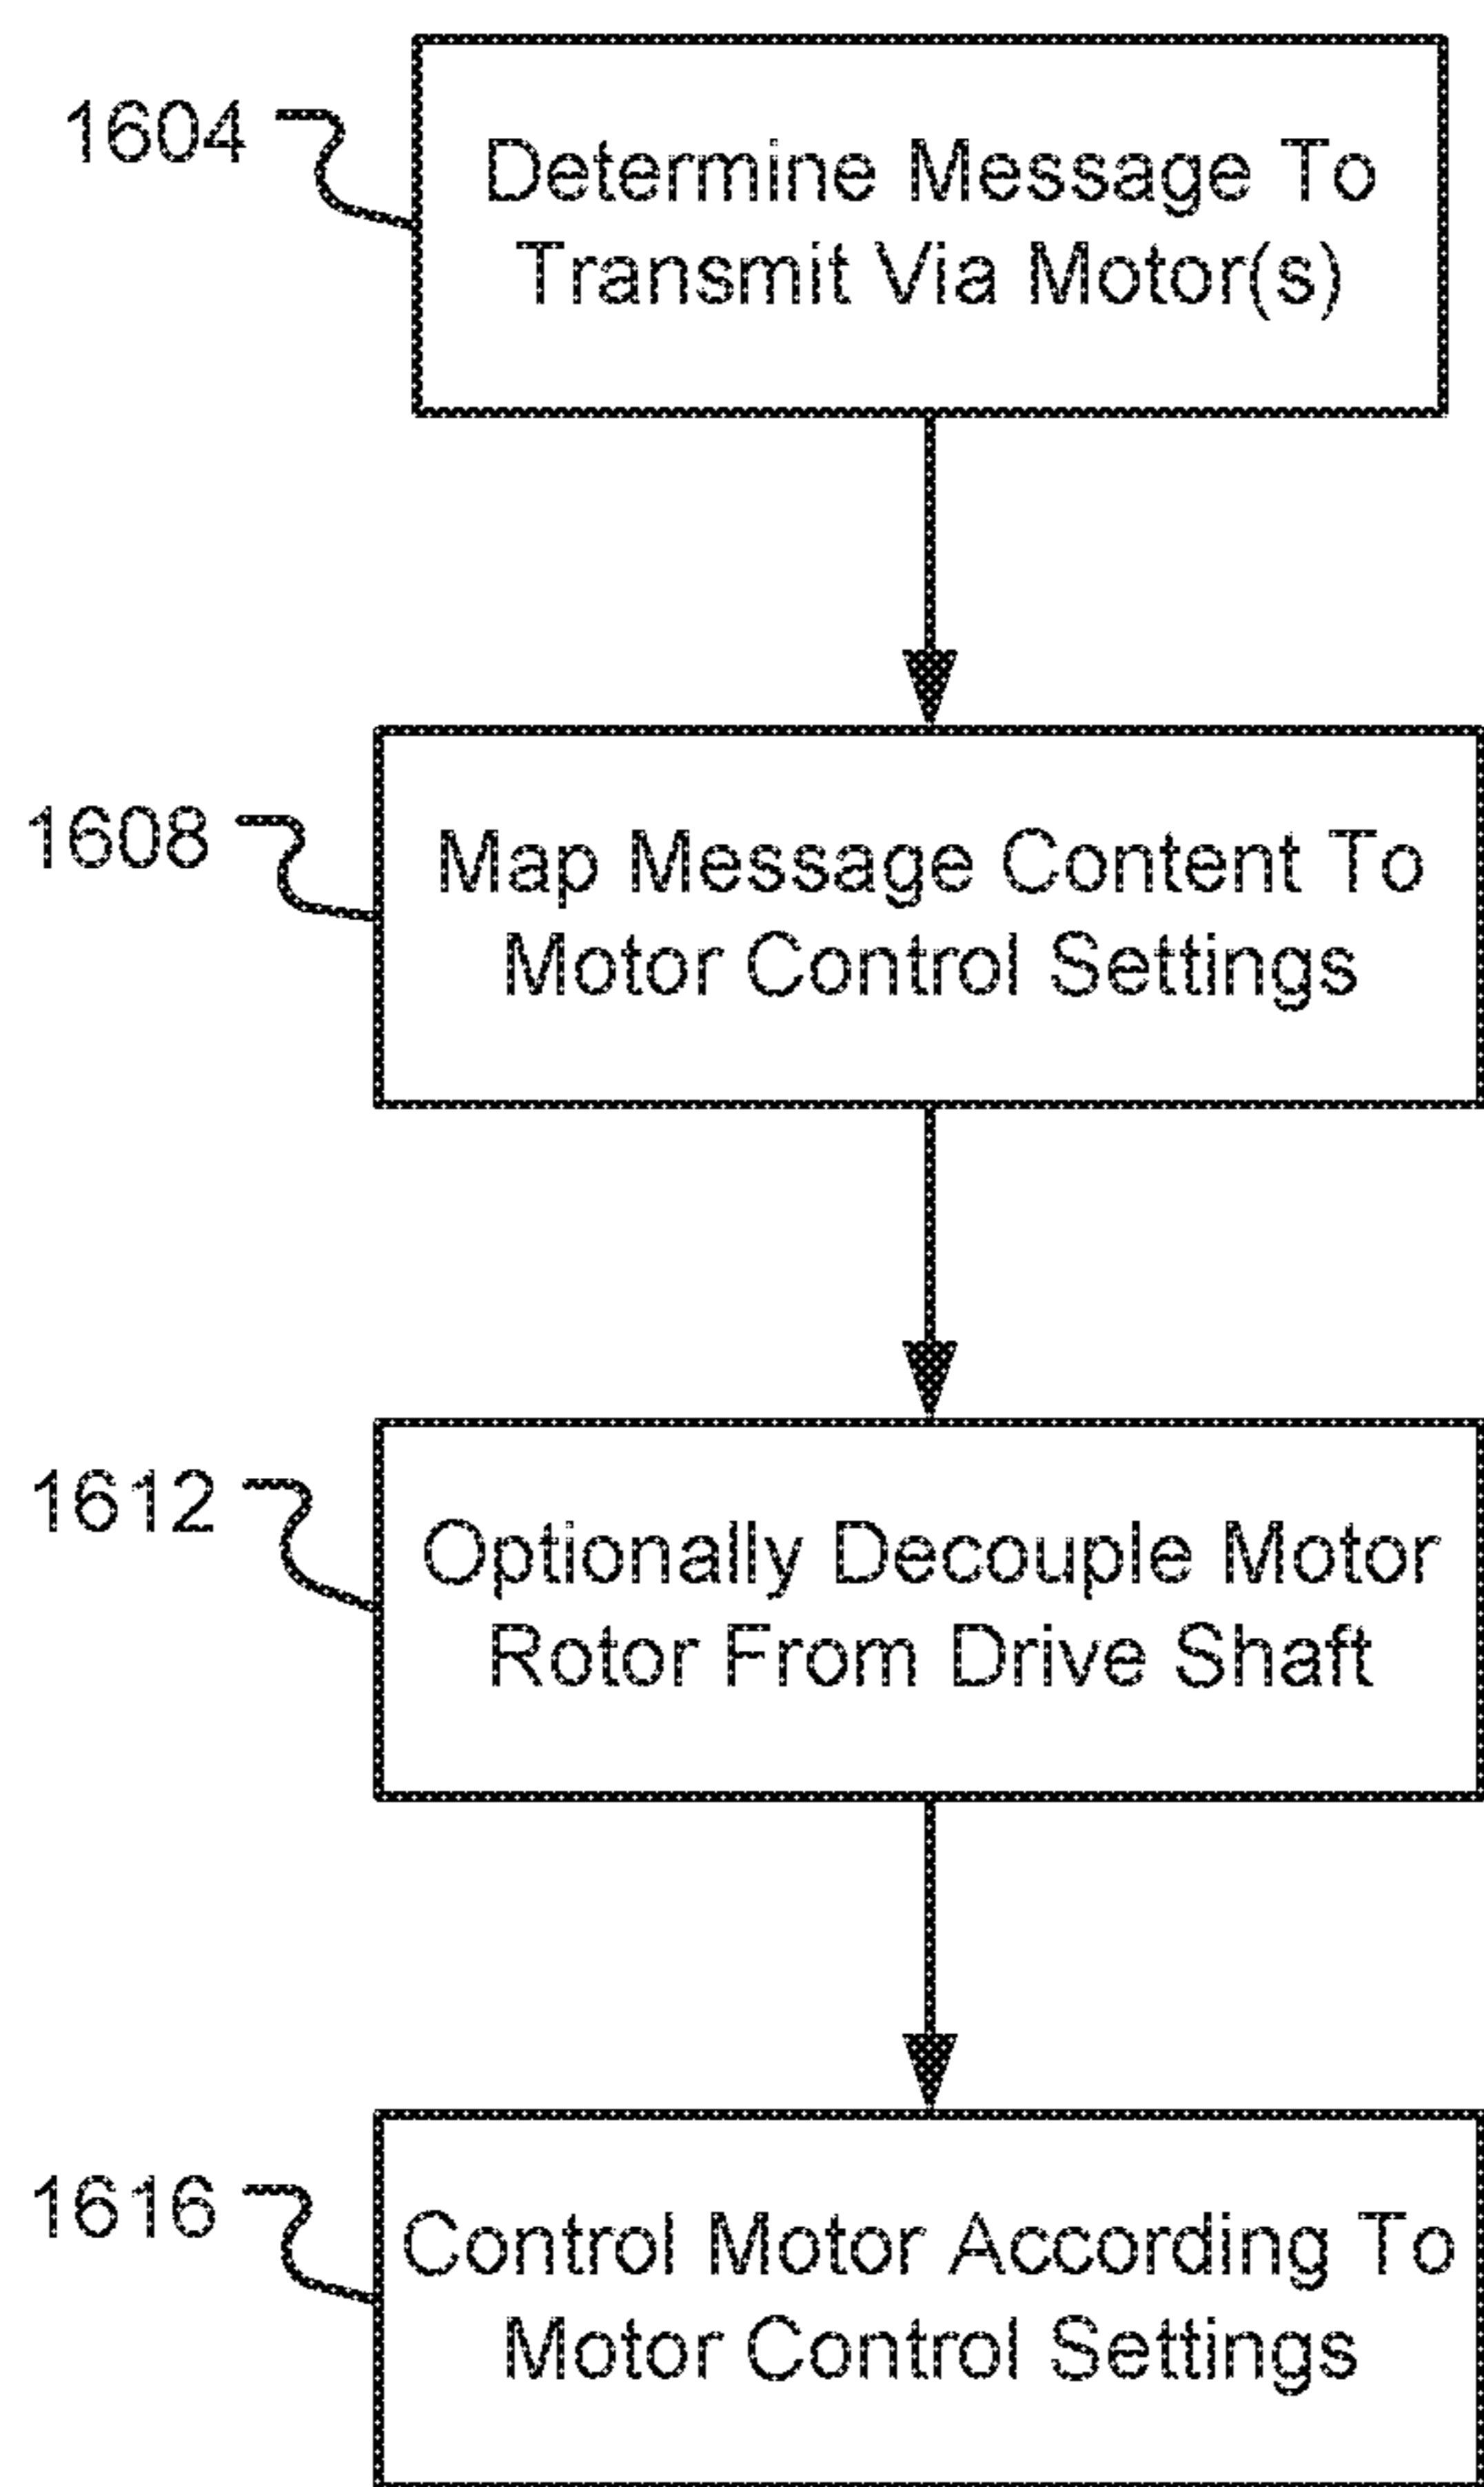 1604
Determine Message To
Transmit Via Motor(s)
1608
Map Message Content To
Motor Control Settings
1612
Optionally Decouple Motor
Rotor From Drive Shaft
1616
Control Motor According To
Motor Control Settings